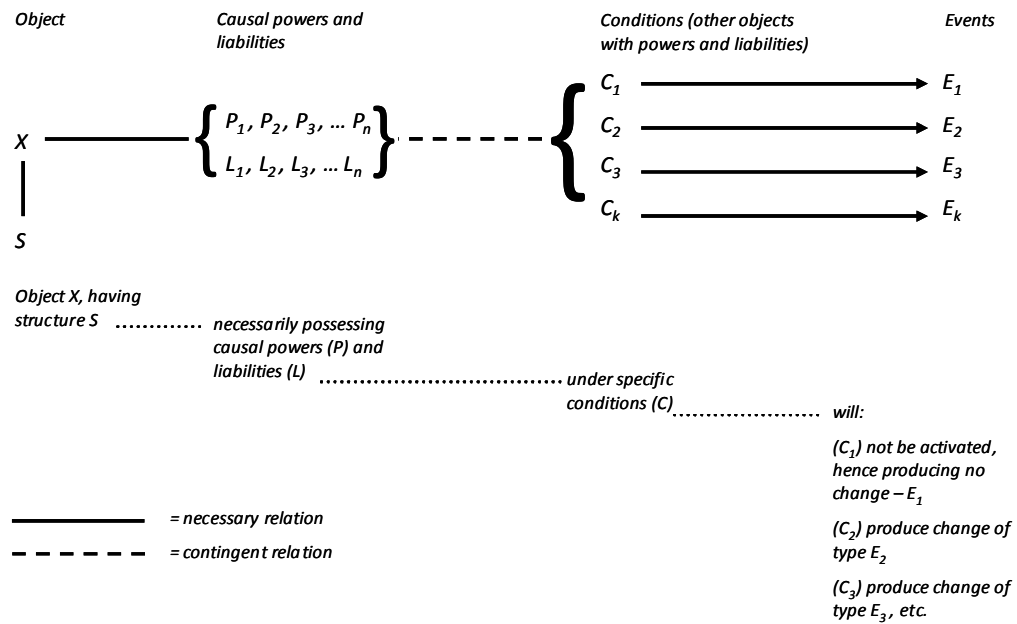 Object
Causal powers and
liabilities
Conditions (other objects
with powers and liabilities)
Events
X
S
{ P₁, P₂, P₃, ... Pₙ }
{ L₁, L₂, L₃, ... Lₙ }
{
C₁ E₁
C₂ E₂
C₃ E₃
Cₖ Eₖ
Object X, having
structure S
necessarily possessing
causal powers (P) and
liabilities (L)
under specific
conditions (C)
will:
(C₁) not be activated,
hence producing no
change – E₁
(C₂) produce change of
type E₂
(C₃) produce change of
type E₃ , etc.
= necessary relation
= contingent relation